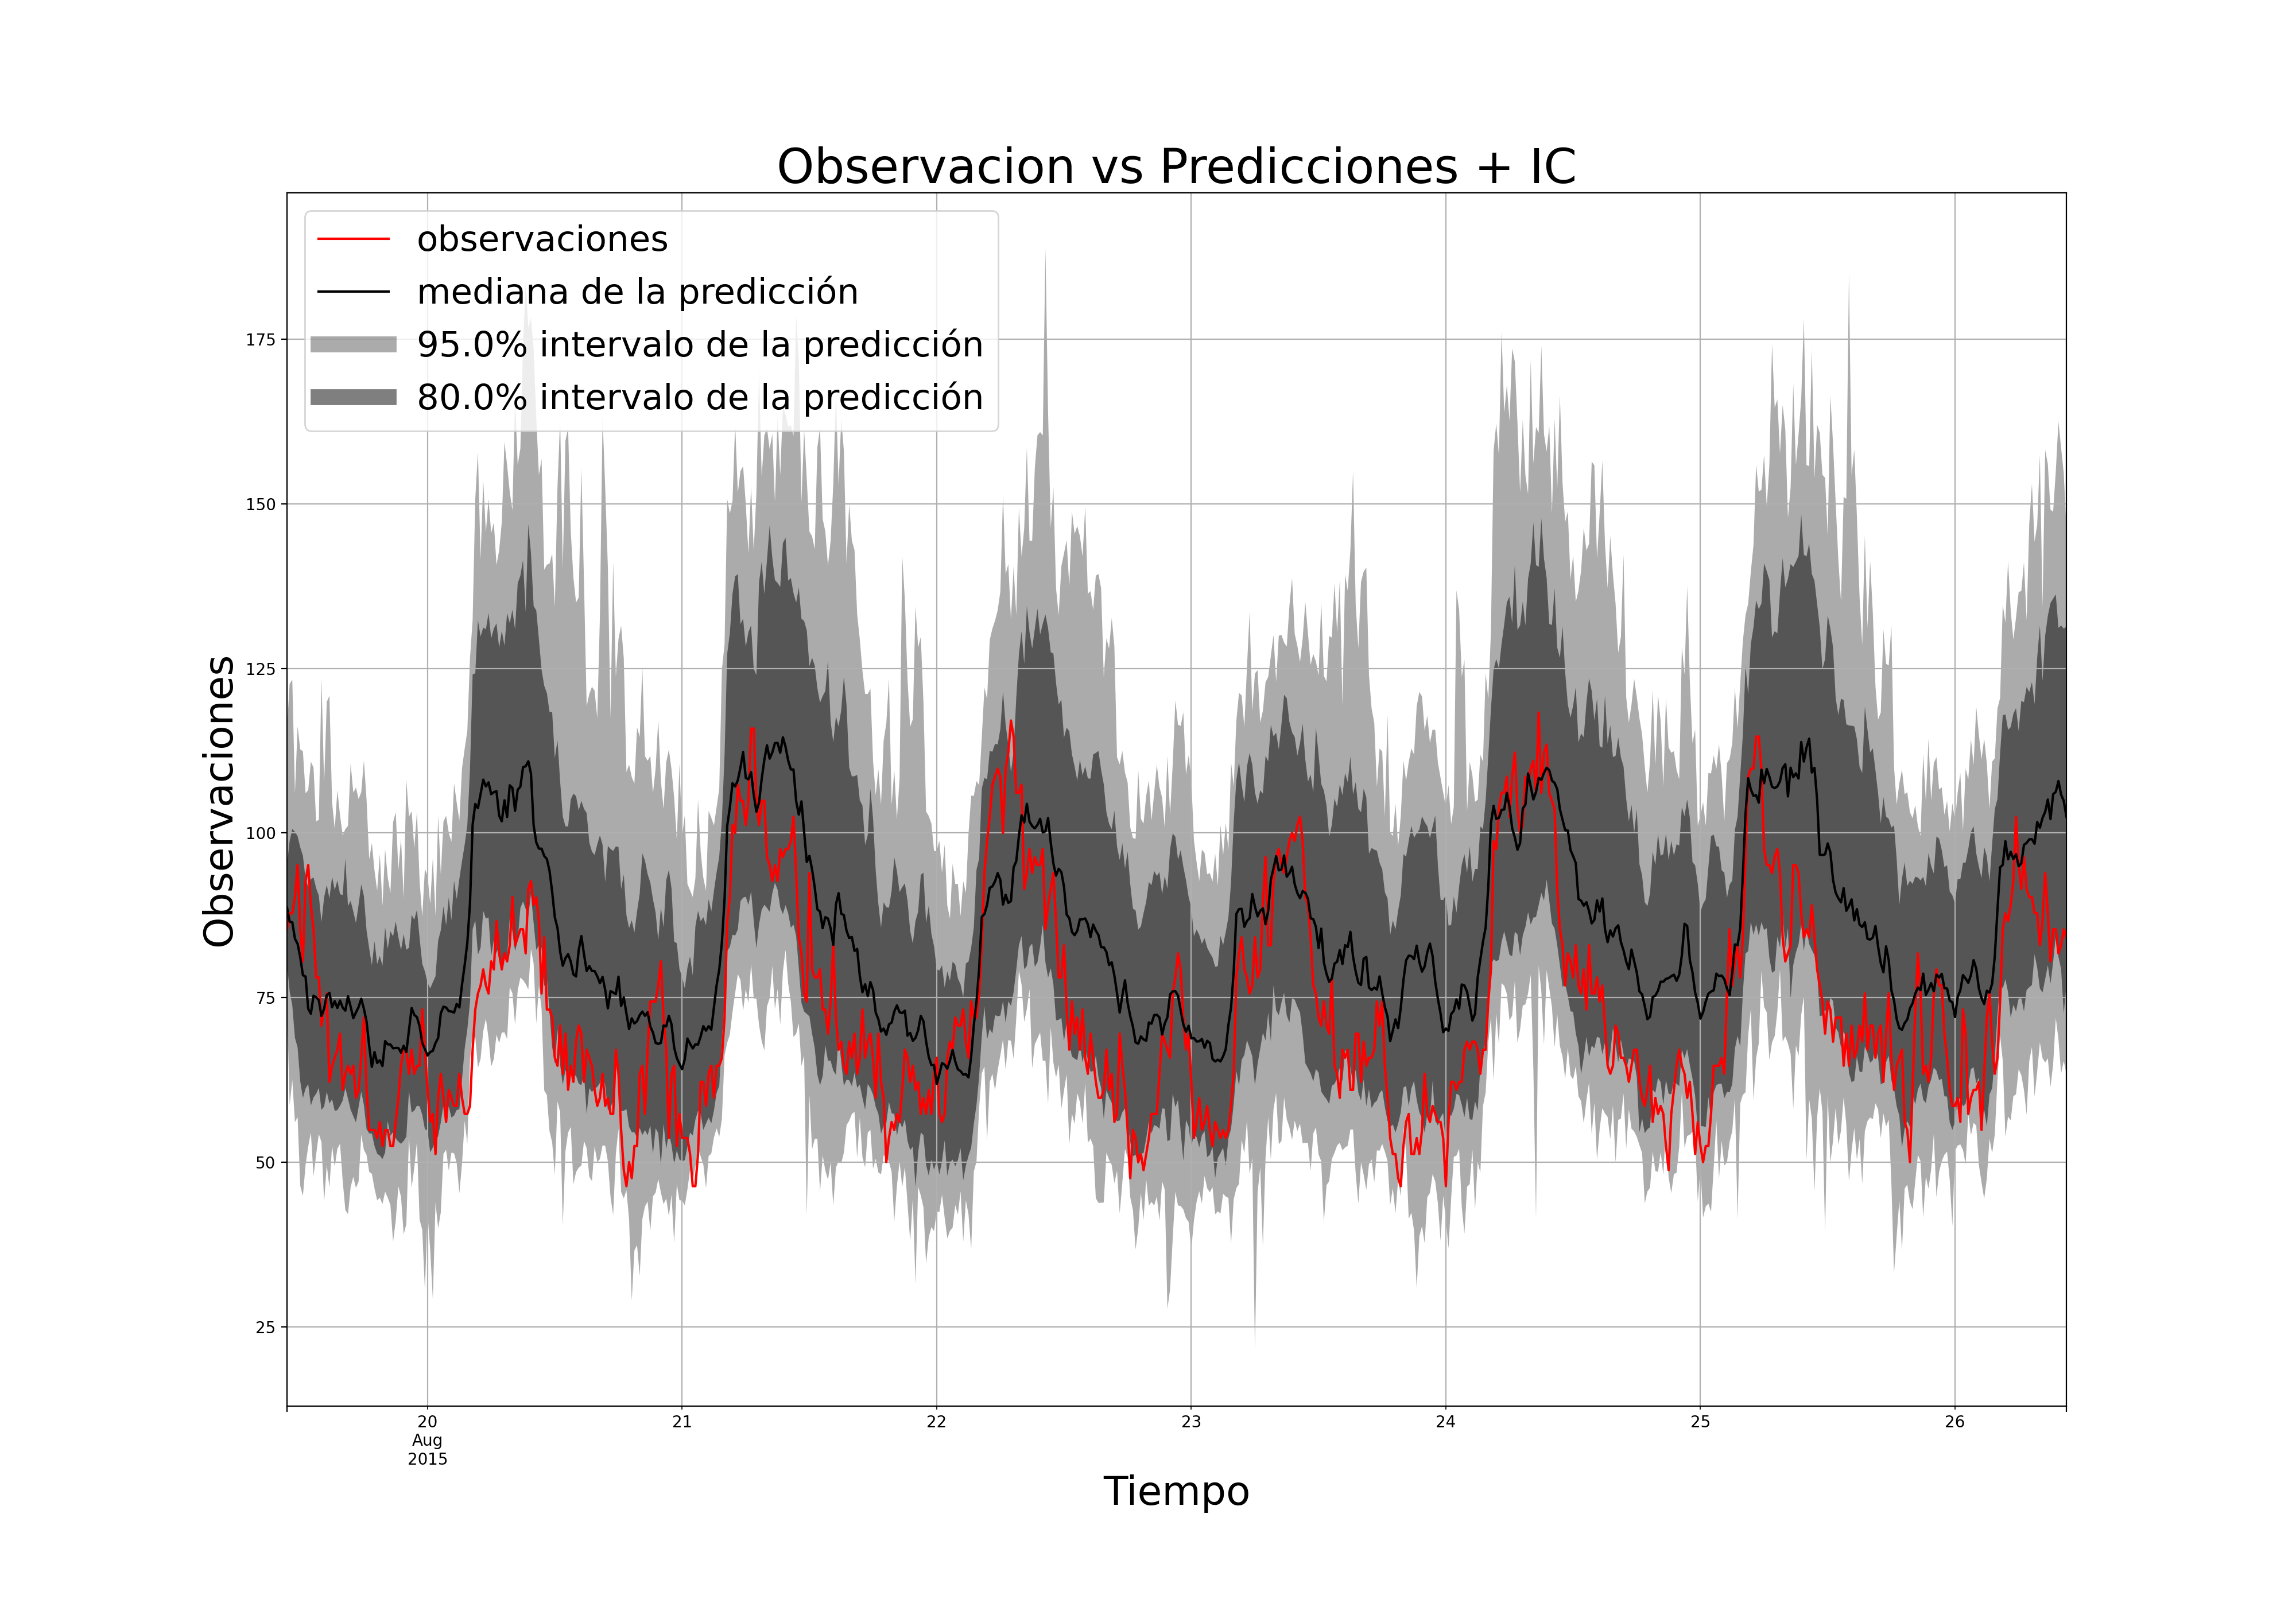 Observacion vs Predicciones + IC
observaciones
mediana de la predicción
95.0% intervalo de la predicción
80.0% intervalo de la predicción
Observaciones
175
150
125
100
75
50
25
20 21 22 23 24 25 26
Aug
2015
Tiempo